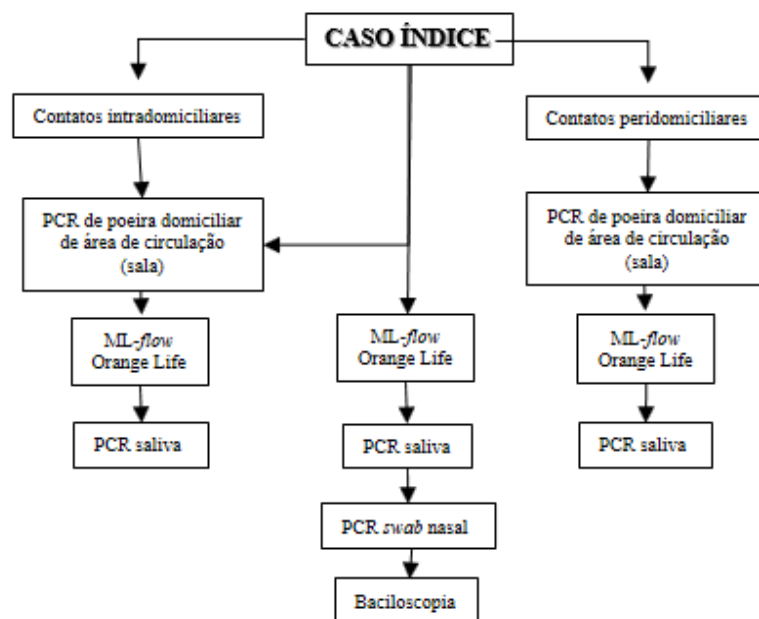 CASO ÍNDICE
Contatos intradomiciliares
Contatos peridomiciliares
PCR de poeira domiciliar
de área de circulação
(sala)
PCR de poeira domiciliar
de área de circulação
(sala)
ML-flow
Orange Life
ML-flow
Orange Life
ML-flow
Orange Life
PCR saliva
PCR saliva
PCR saliva
PCR swab nasal
Baciloscopia